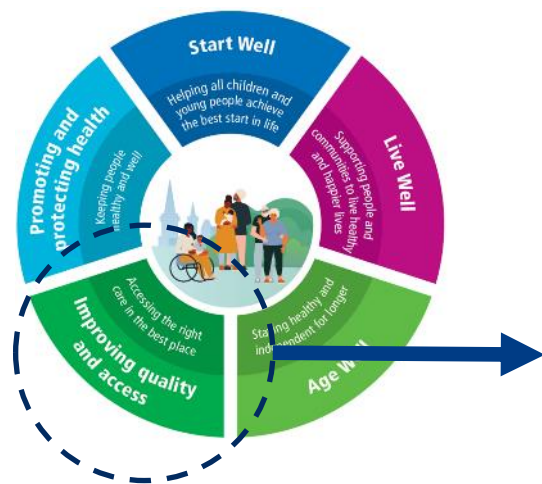 Start Well
Helping all children and
young people achieve
the best start in life
Live Well
Supporting people and
communities to live healthy
and happier lives
Age Well
Staying healthy and
independent for longer
Improving quality
and access
Accessing the right
care in the best place
Promoting and
protecting health
Keeping people
healthy and well